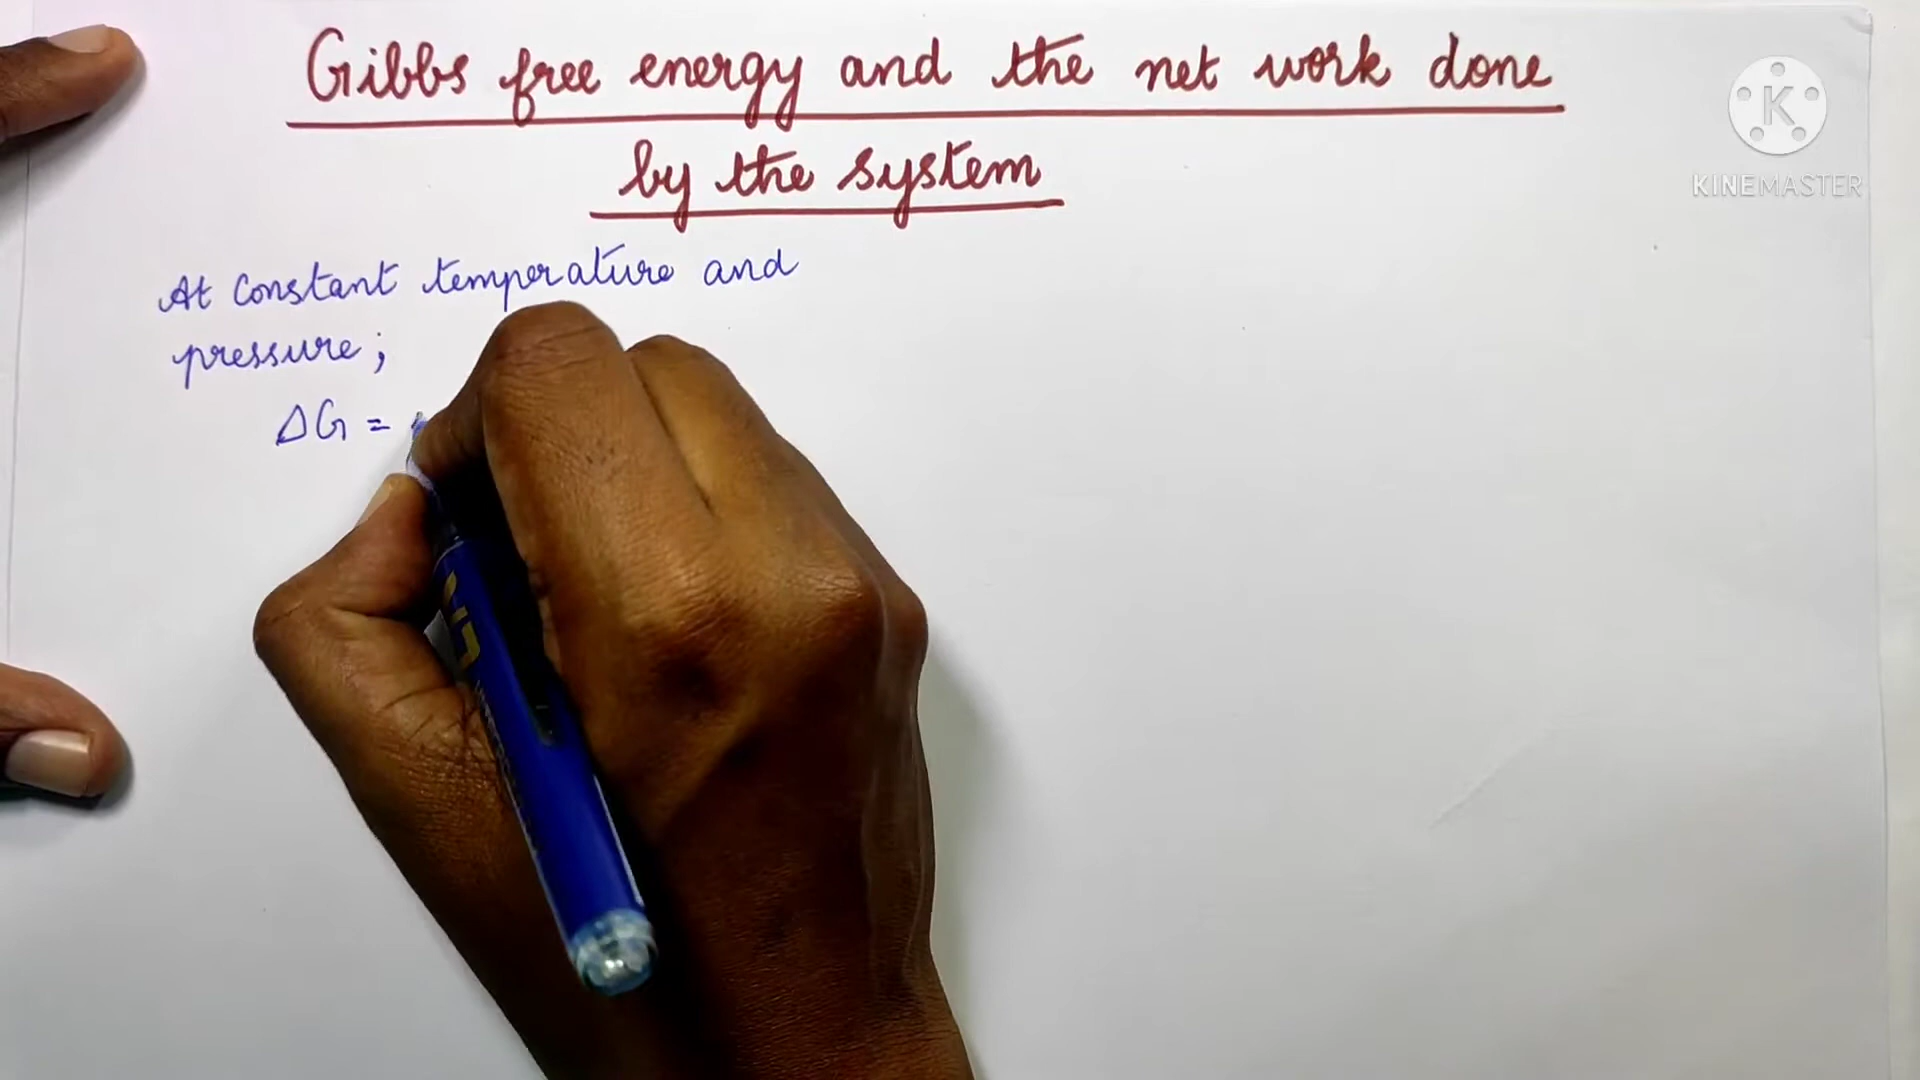 Gibbs free energy and the net work done
by the system
K
KINEMASTER
At constant temperature and
pressure ;
ΔG =